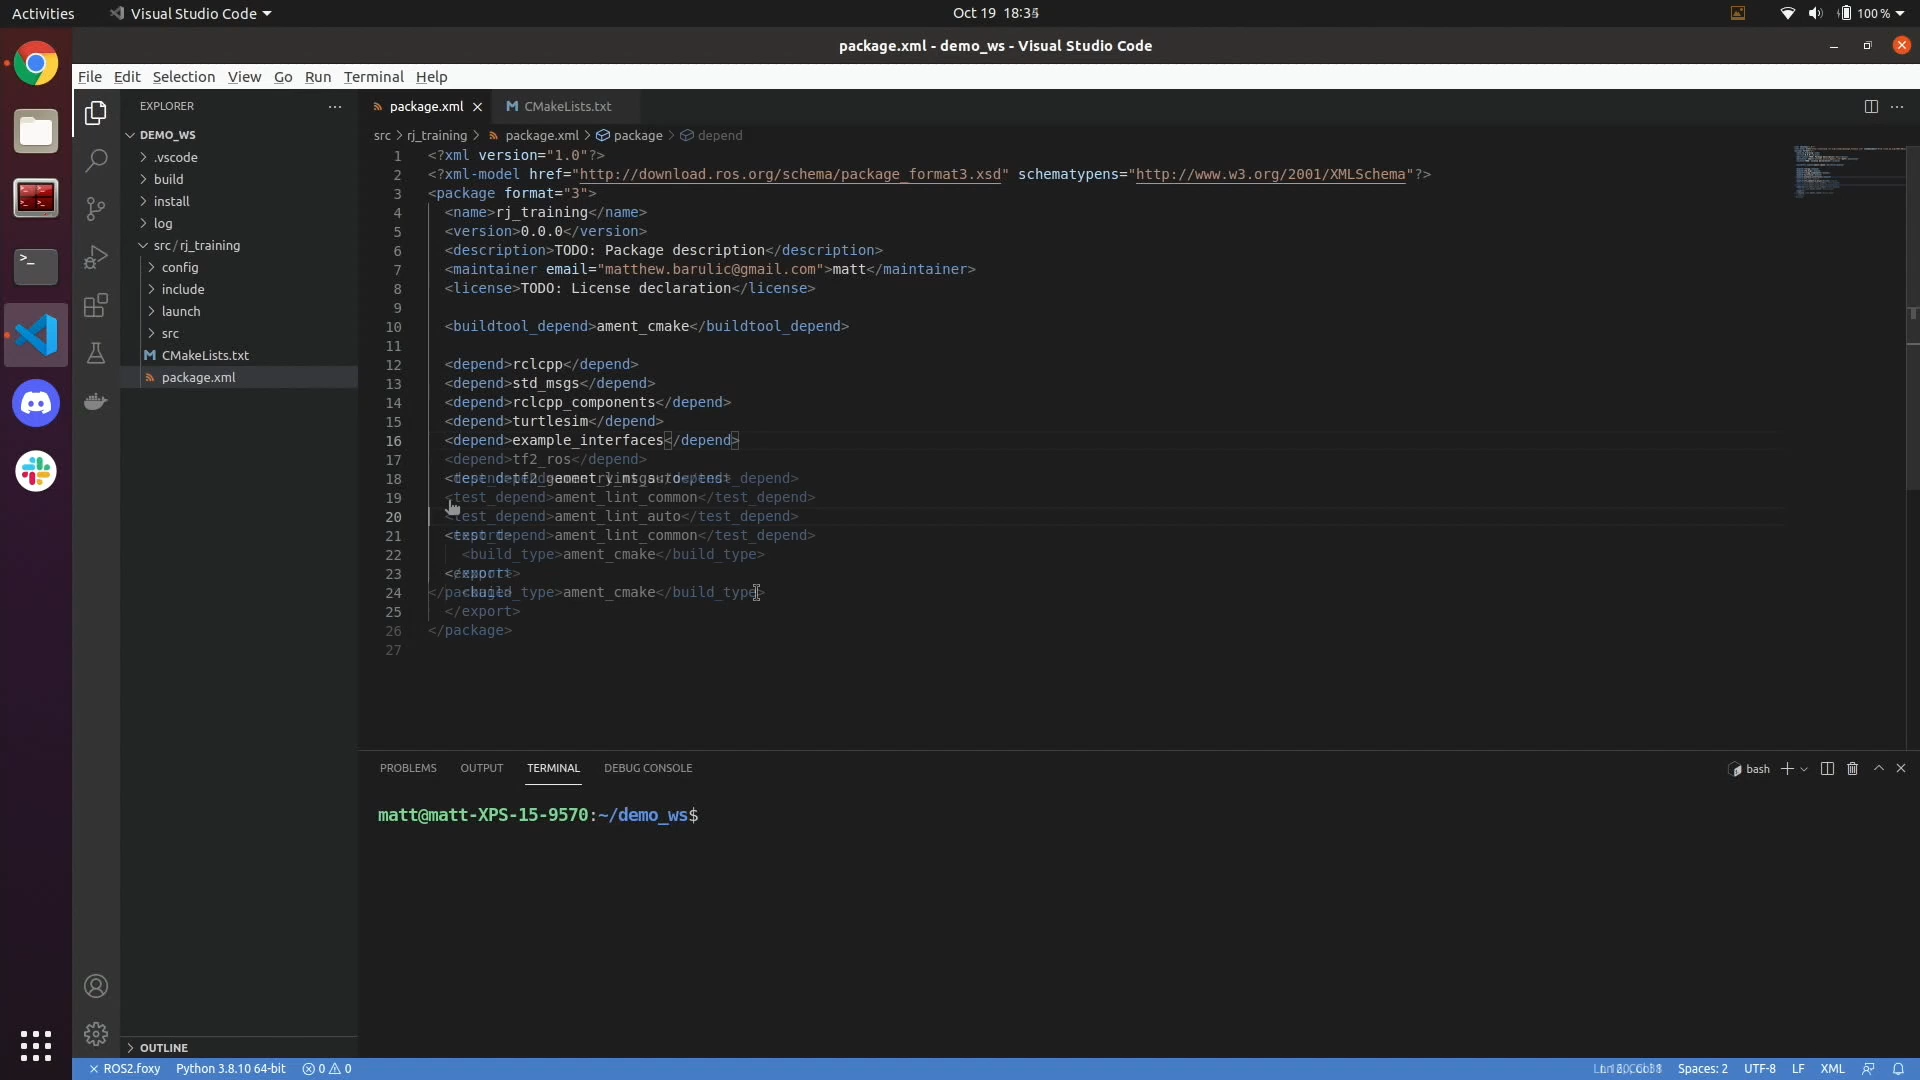 Activities
Visual Studio Code
Oct 19 18:3
100 %
package.xml - demo_ws - Visual Studio Code
File Edit Selection View Go Run Terminal Help
EXPLORER
package.xml
CMakeLists.txt
DEMO_WS
.vscode
build
install
log
src/rj_training
config
include
launch
src
CMakeLists.txt
package.xml
OUTLINE
src > rj_training > package.xml > package > depend
1 <?xml version="1.0"?>
2 <?xml-model href="http://download.ros.org/schema/package_format3.xsd" schematypens="http://www.w3.org/2001/XMLSchema"?>
3 <package format="3">
4 <name>rj_training</name>
5 <version>0.0.0</version>
6 <description>TODO: Package description</description>
7 <maintainer email="matthew.barulic@gmail.com">matt</maintainer>
8 <license>TODO: License declaration</license>
9
10 <buildtool_depend>ament_cmake</buildtool_depend>
11
12 <depend>rclcpp</depend>
13 <depend>std_msgs</depend>
14 <depend>rclcpp_components</depend>
15 <depend>turtlesim</depend>
16 <depend>example_interfaces</depend>
17 <depend>tf2_ros</depend>
18
19 <test_depend>ament_lint_common</test_depend>
20 <test_depend>ament_lint_auto</test_depend>
21 ament_lint_common</test_depend>
22 <build_type>ament_cmake</build_type>
23
24 ament_cmake</build_type>
25 </export>
26 </package>
27
PROBLEMS OUTPUT TERMINAL DEBUG CONSOLE
bash
matt@matt-XPS-15-9570:~/demo_ws$
ROS2.foxy
Python 3.8.10 64-bit
0 0
Spaces: 2
UTF-8
LF
XML